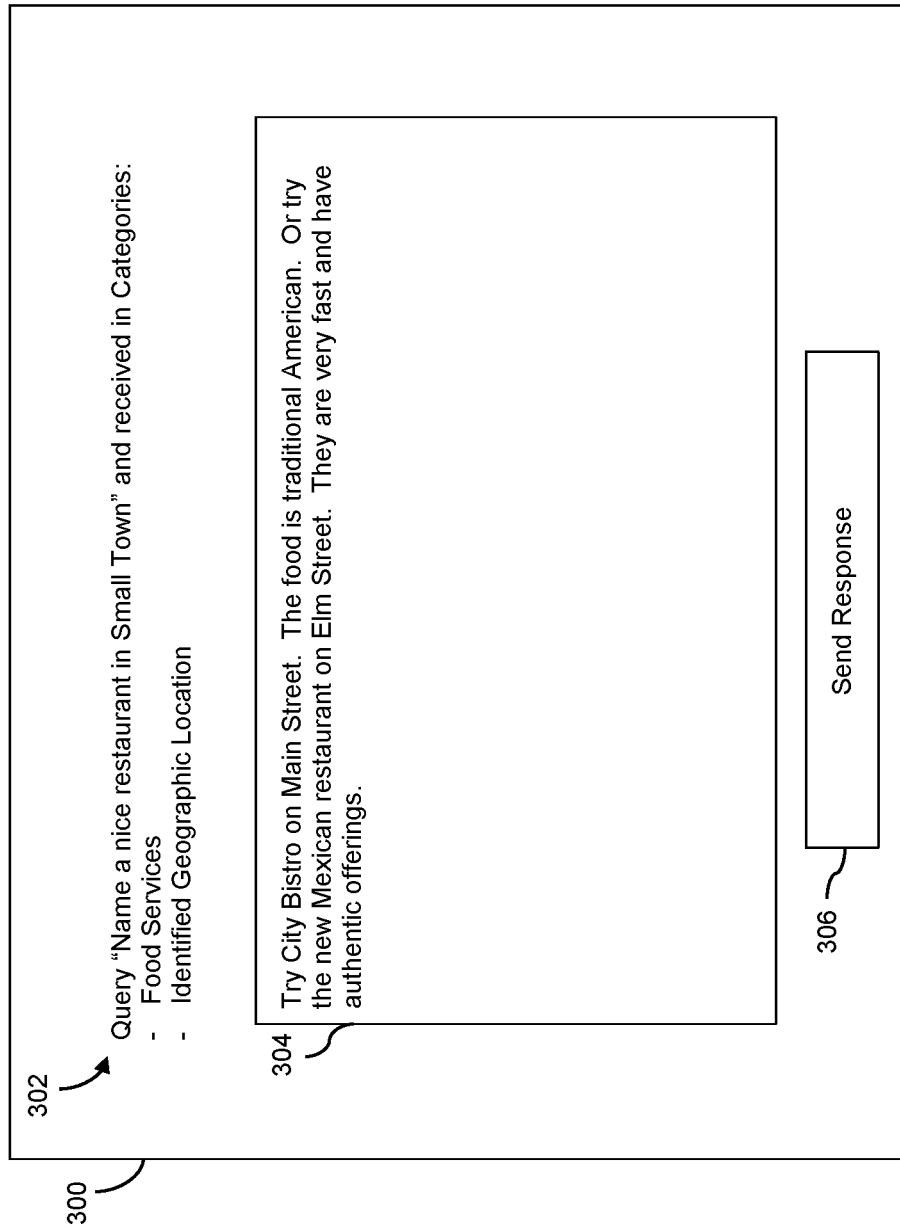 300
302
Query “Name a nice restaurant in Small Town” and received in Categories:
- Food Services
- Identified Geographic Location
304
Try City Bistro on Main Street.  The food is traditional American.  Or try
the new Mexican restaurant on Elm Street.  They are very fast and have
authentic offerings.
306
Send Response